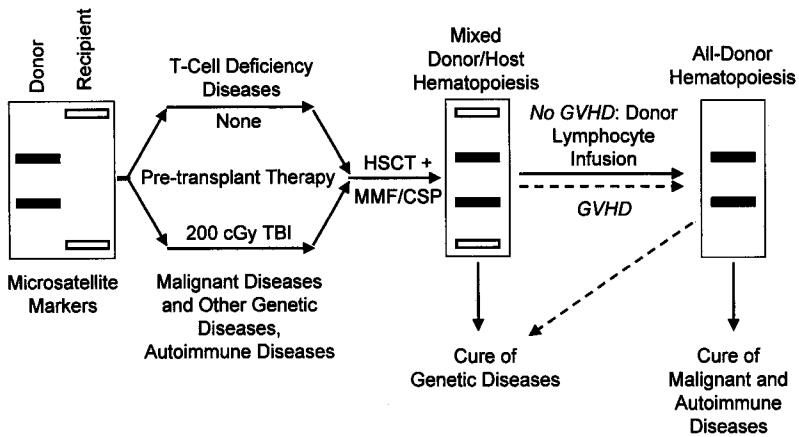 Donor
Recipient
Microsatellite
Markers
T-Cell Deficiency
Diseases
None
Pre-transplant Therapy
200 cGy TBI
Malignant Diseases
and Other Genetic
Diseases,
Autoimmune Diseases
HSCT +
MMF/CSP
Mixed
Donor/Host
Hematopoiesis
No GVHD: Donor
Lymphocyte
Infusion
GVHD
All-Donor
Hematopoiesis
Cure of
Genetic Diseases
Cure of
Malignant and
Autoimmune
Diseases